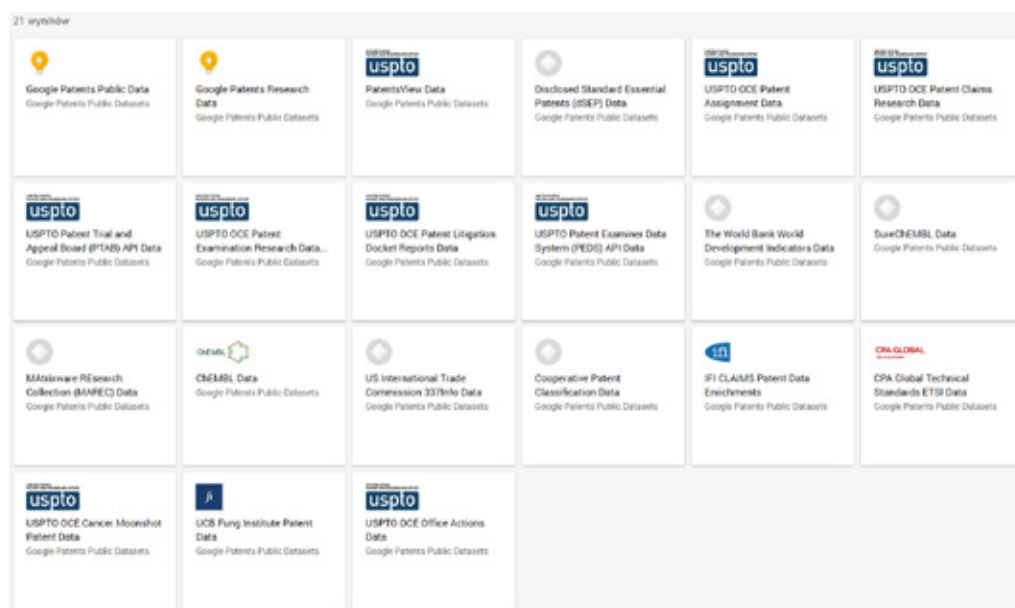 21 wyników
Google Patents Public Data
Google Patents Public Datasets
Google Patents Research
Data
Google Patents Public Datasets
uspto
PatentsView Data
Google Patents Public Datasets
Disclosed Standard Essential
Patents (dSEP) Data
Google Patents Public Datasets
uspto
USPTO OCE Patent
Assignment Data
Google Patents Public Datasets
uspto
USPTO OCE Patent Claims
Research Data
Google Patents Public Datasets
uspto
USPTO Patent Trial and
Appeal Board (PTAB) API Data
Google Patents Public Datasets
uspto
USPTO OCE Patent
Examination Research Data...
Google Patents Public Datasets
uspto
USPTO OCE Patent Litigation
Docket Reports Data
Google Patents Public Datasets
uspto
USPTO Patent Examiner Data
System (PEDS) API Data
Google Patents Public Datasets
The World Bank World
Development Indicators Data
Google Patents Public Datasets
SureChEMBL Data
Google Patents Public Datasets
MAtrixware REsearch
Collection (MAREC) Data
Google Patents Public Datasets
ChEMBL
ChEMBL Data
Google Patents Public Datasets
US International Trade
Commission 337Info Data
Google Patents Public Datasets
Cooperative Patent
Classification Data
Google Patents Public Datasets
ifi
IFI CLAIMS Patent Data
Enrichments
Google Patents Public Datasets
CPA GLOBAL
CPA Global Technical
Standards ETSI Data
Google Patents Public Datasets
uspto
USPTO OCE Cancer Moonshot
Patent Data
Google Patents Public Datasets
fi
UCB Fung Institute Patent
Data
Google Patents Public Datasets
uspto
USPTO OCE Office Actions
Data
Google Patents Public Datasets